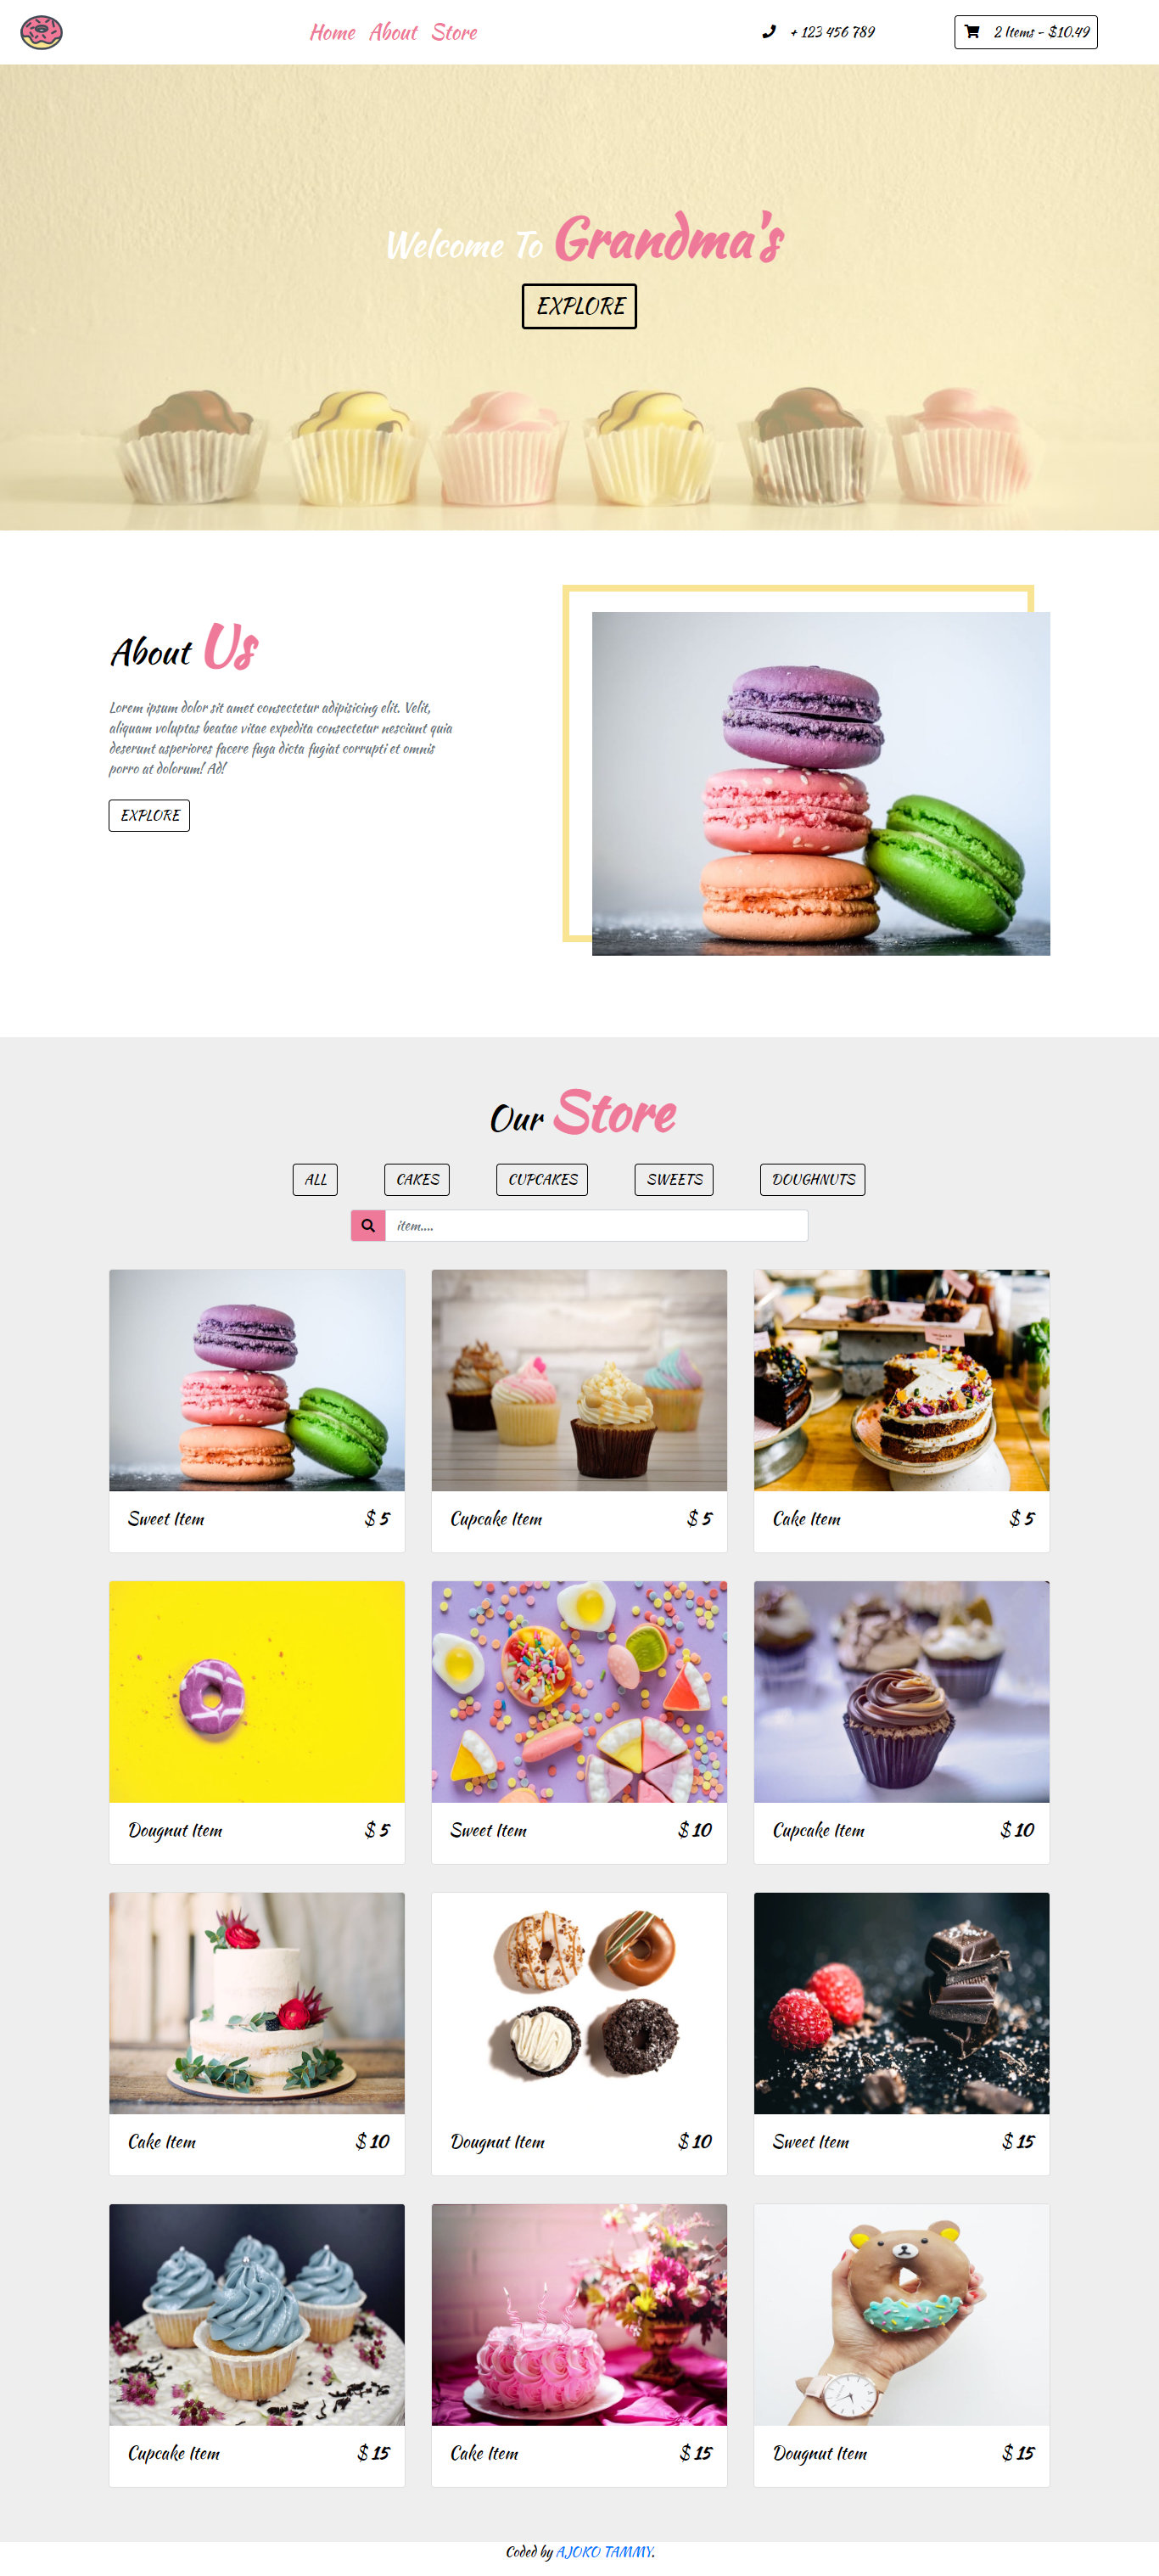 Home About Store + 123 456 789 2 Items - $10.49
Welcome To Grandma's
EXPLORE
About Us
Lorem ipsum dolor sit amet consectetur adipisicing elit. Velit,
aliquam voluptas beatae vitae expedita consectetur nesciunt quia
deserunt asperiores facere fuga dicta fugiat corrupti et omnis
porro at dolorum! Ad!
EXPLORE
Our Store
ALL CAKES CUPCAKES SWEETS DOUGHNUTS
item....
Sweet Item $ 5 Cupcake Item $ 5 Cake Item $ 5
Dougnut Item $ 5 Sweet Item $ 10 Cupcake Item $ 10
Cake Item $ 10 Dougnut Item $ 10 Sweet Item $ 15
Cupcake Item $ 15 Cake Item $ 15 Dougnut Item $ 15
Coded by AJOKO TAMMY.